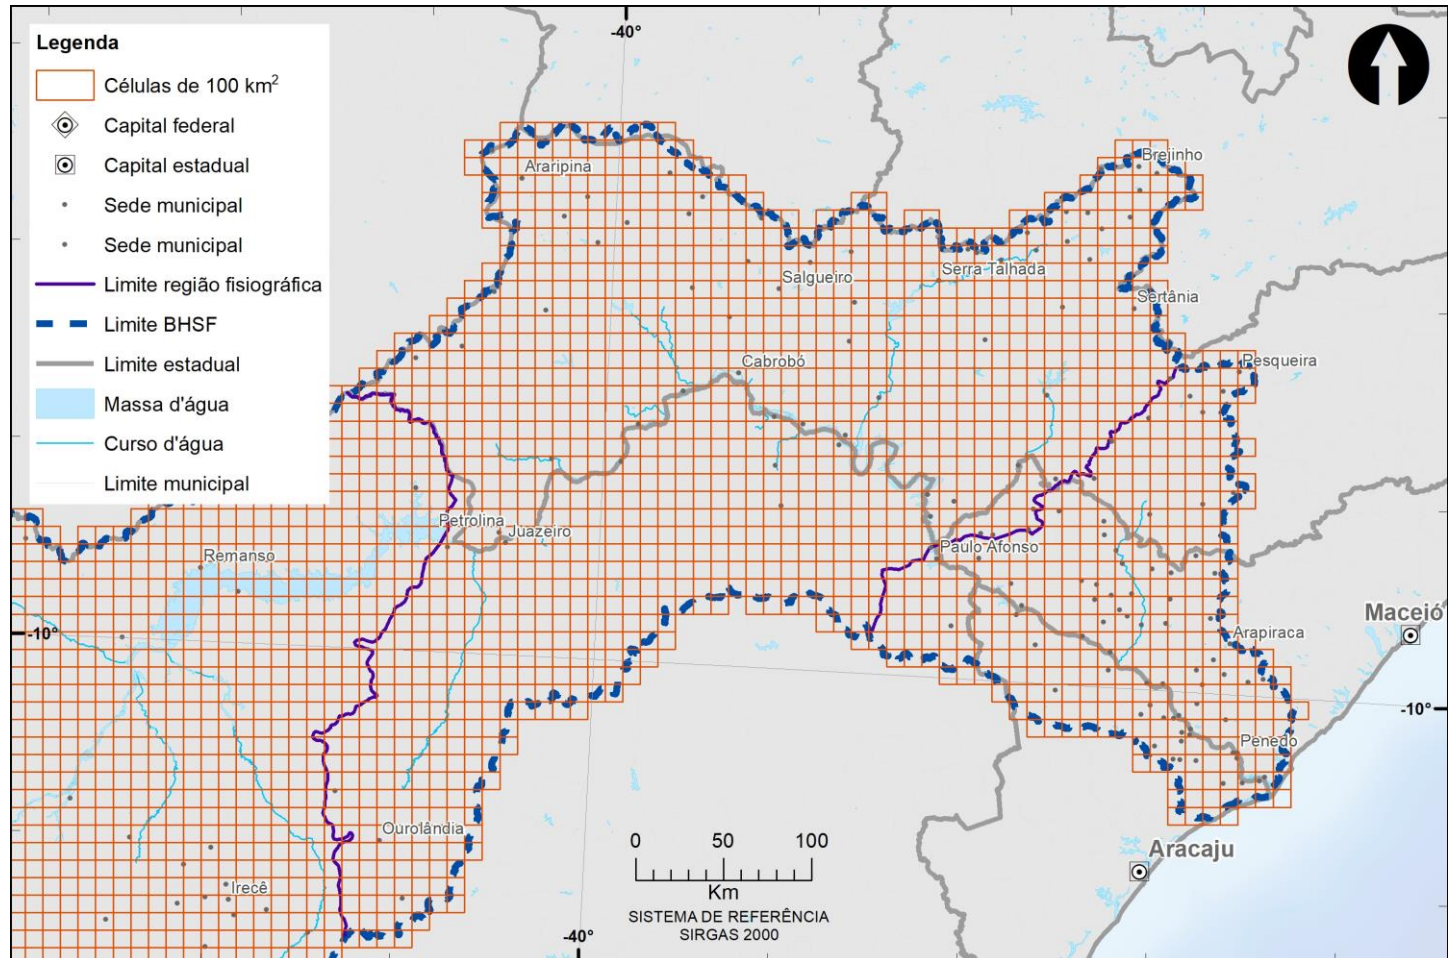 Legenda
Células de 100 km²
Capital federal
Capital estadual
Sede municipal
Sede municipal
Limite região fisiográfica
Limite BHSF
Limite estadual
Massa d'água
Curso d'água
Limite municipal
-40°
Araripina
Brejinho
Salgueiro
Serra Talhada
Sertânia
Cabrobó
Pesqueira
Petrolina
Juazeiro
Paulo Afonso
Remanso
-10°
Maceió
Arapiraca
-10°
Penedo
Ourolândia
0 50 100
Km
SISTEMA DE REFERÊNCIA
SIRGAS 2000
Aracaju
Irecê
-40°